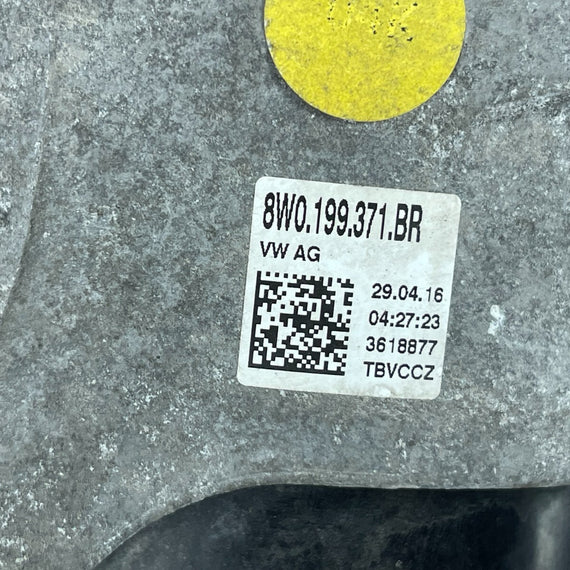 8W0.199.371.BR
VW AG
29.04.16
04:27:23
3618877
TBVCCZ